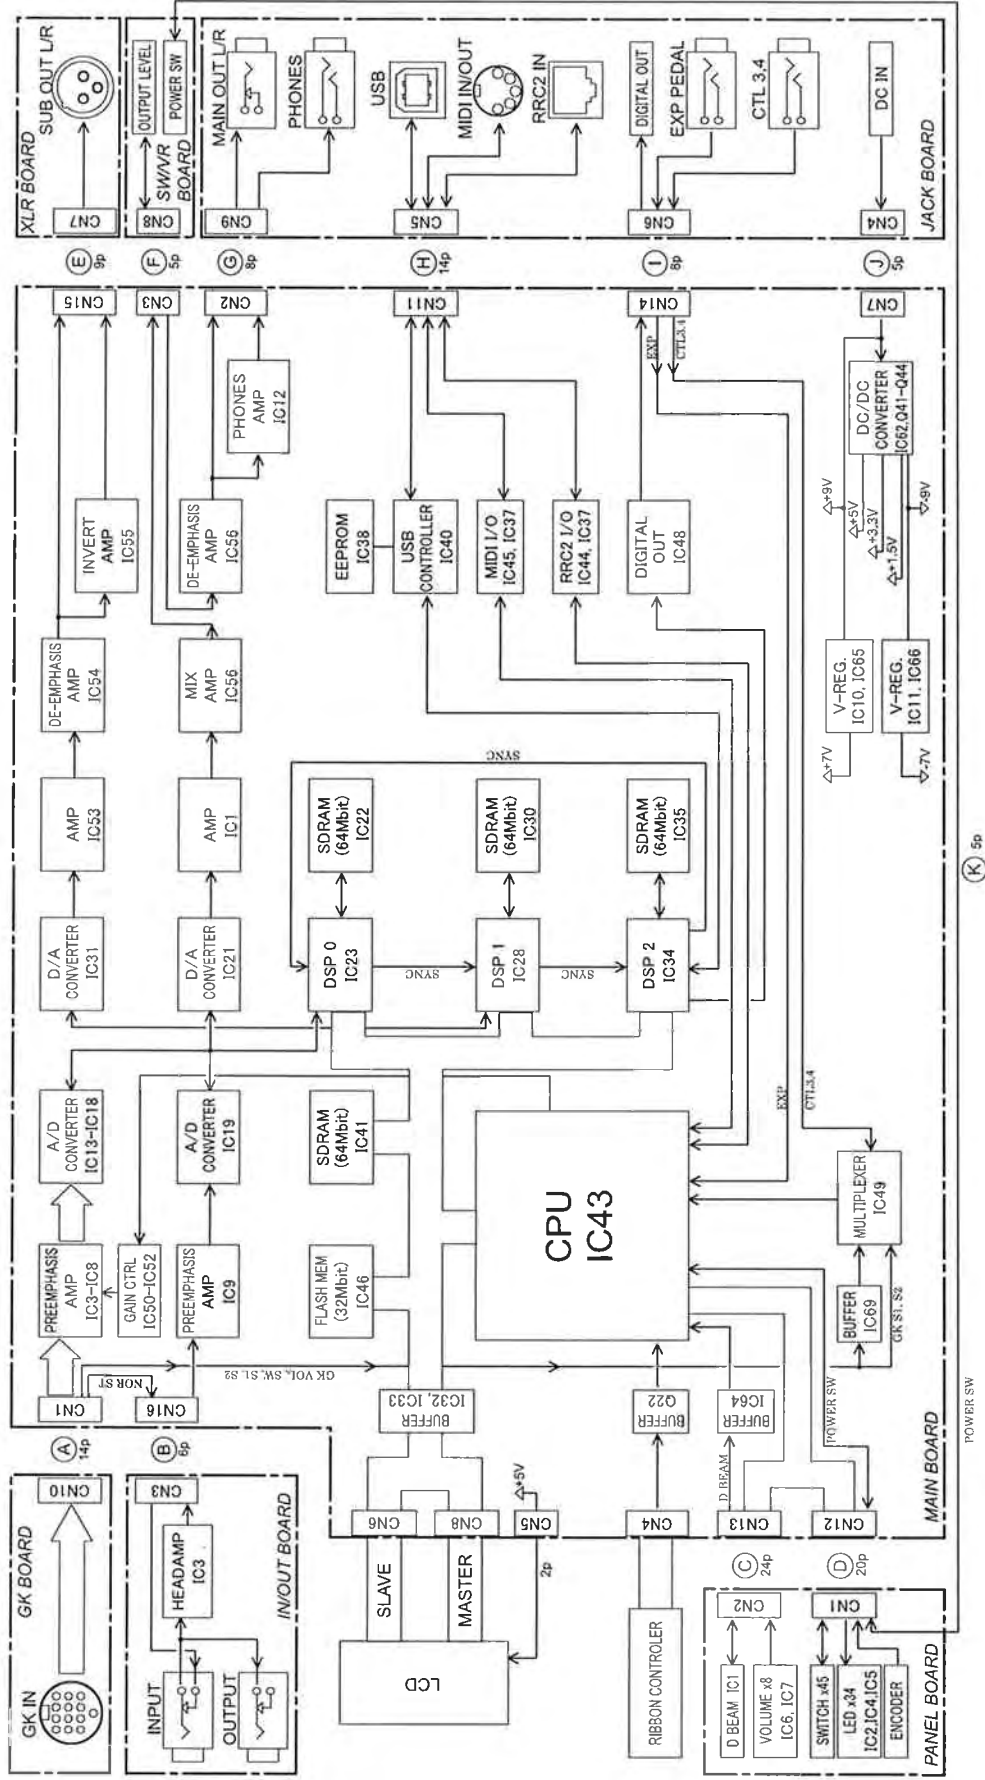 GK BOARD
GK IN
CN10
IN/OUT BOARD
INPUT
OUTPUT
CN3
HEADAMP
IC3
A
14p
B
6p
CN1
CN16
NOR ST
PREEMPHASIS
AMP
IC3-IC8
GAIN CTRL
IC50-IC52
PREEMPHASIS
AMP
IC9
GK VOL, SW, S1, S2
A/D
CONVERTER
IC13-IC18
A/D
CONVERTER
IC19
D/A
CONVERTER
IC31
D/A
CONVERTER
IC21
AMP
IC53
AMP
IC1
DE-EMPHASIS
AMP
IC54
MIX
AMP
IC56
INVERT
AMP
IC55
DE-EMPHASIS
AMP
IC56
PHONES
AMP
IC12
CN15
CN3
CN2
E
9p
F
5p
G
8p
XLR BOARD
CN7
SUB OUT L/R
SW/VR
BOARD
CN8
OUTPUT LEVEL
POWER SW
CN9
MAIN OUT L/R
PHONES
LCD
SLAVE
MASTER
CN6
CN8
CN5
2p
+5V
BUFFER
IC32, IC33
FLASH MEM
(32Mbit)
IC46
SDRAM
(64Mbit)
IC41
DSP 0
IC23
SYNC
DSP 1
IC28
SYNC
DSP 2
IC34
SYNC
SDRAM
(64Mbit)
IC22
SDRAM
(64Mbit)
IC30
SDRAM
(64Mbit)
IC35
EEPROM
IC38
USB
CONTROLLER
IC40
MIDI I/O
IC45, IC37
RRC2 I/O
IC44, IC37
DIGITAL
OUT
IC48
CN11
CN14
EXP
CTL3,4
H
14p
I
8p
CN5
CN6
USB
MIDI IN/OUT
RRC2 IN
DIGITAL OUT
EXP PEDAL
CTL 3,4
CPU
IC43
RIBBON CONTROLER
CN4
BUFFER
Q22
CN13
D BEAM
BUFFER
IC64
CN12
POWER SW
C
24p
D
20p
BUFFER
IC69
GK S1, S2
MULTIPLEXER
IC49
EXP
CTL3,4
+7V
-7V
V-REG.
IC10, IC65
V-REG.
IC11, IC66
+9V
+5V
+3.3V
+1.5V
-9V
DC/DC
CONVERTER
IC62,Q41-Q44
CN7
J
5p
CN4
DC IN
JACK BOARD
PANEL BOARD
D BEAM IC1
VOLUME x8
IC6, IC7
CN2
SWITCH x45
LED x34
IC2,IC4,IC5
ENCODER
CN1
MAIN BOARD
POWER SW
K
5p